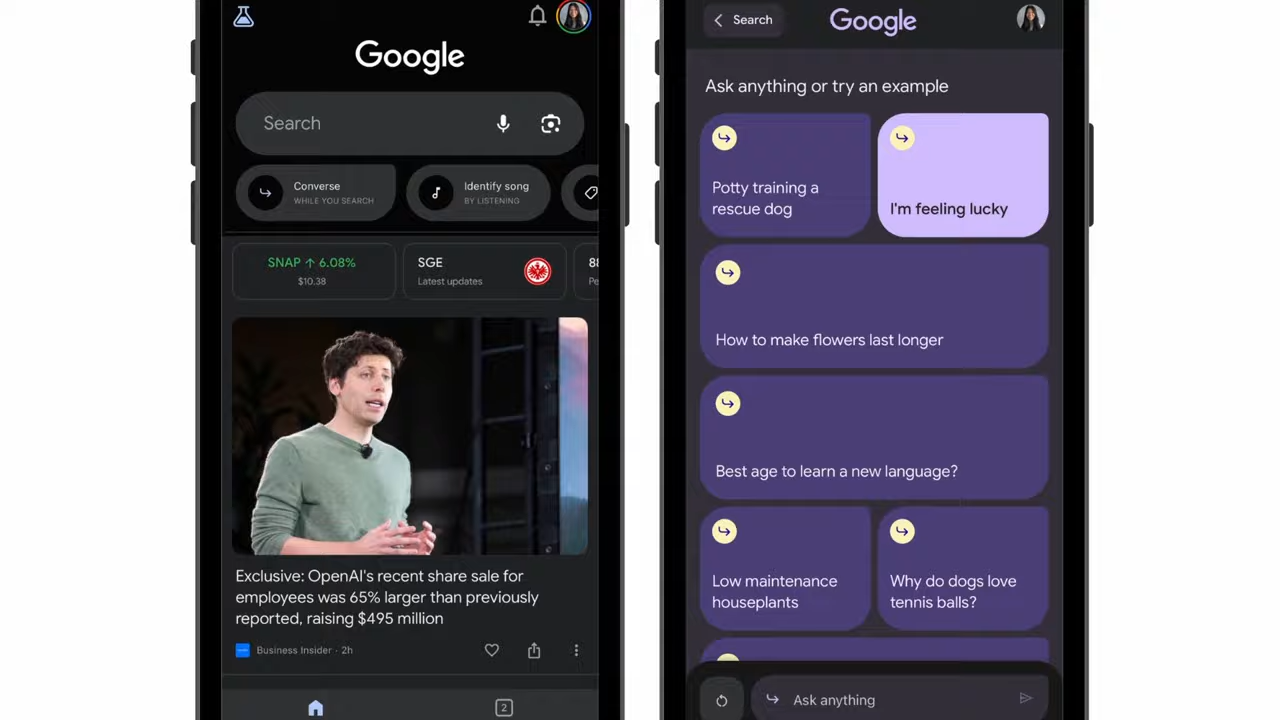 Google
Search
Converse
WHILE YOU SEARCH
Identify song
BY LISTENING
SNAP ↑ 6.08%
$10.38
SGE
Latest updates
88
Pe
Exclusive: OpenAI's recent share sale for
employees was 65% larger than previously
reported, raising $495 million
Business Insider · 2h
2
Search
Google
Ask anything or try an example
Potty training a
rescue dog
I'm feeling lucky
How to make flowers last longer
Best age to learn a new language?
Low maintenance
houseplants
Why do dogs love
tennis balls?
Ask anything